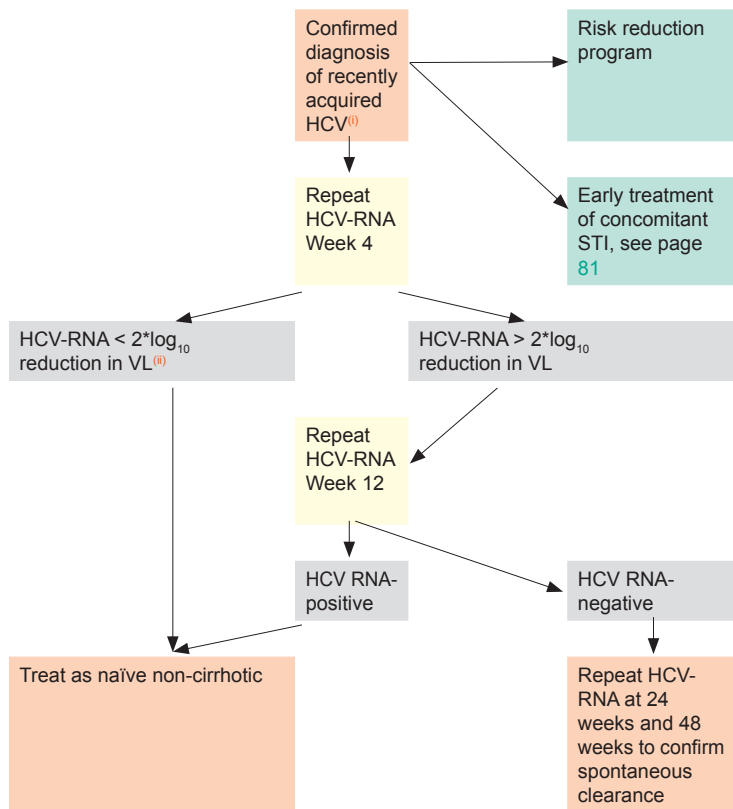 Confirmed
diagnosis
of recently
acquired
HCV(i)
Risk reduction
program
Repeat
HCV-RNA
Week 4
Early treatment
of concomitant
STI, see page
81
HCV-RNA < 2*log10
reduction in VL(ii)
HCV-RNA > 2*log10
reduction in VL
Repeat
HCV-RNA
Week 12
HCV RNA-
positive
HCV RNA-
negative
Treat as naïve non-cirrhotic
Repeat HCV-
RNA at 24
weeks and 48
weeks to confirm
spontaneous
clearance